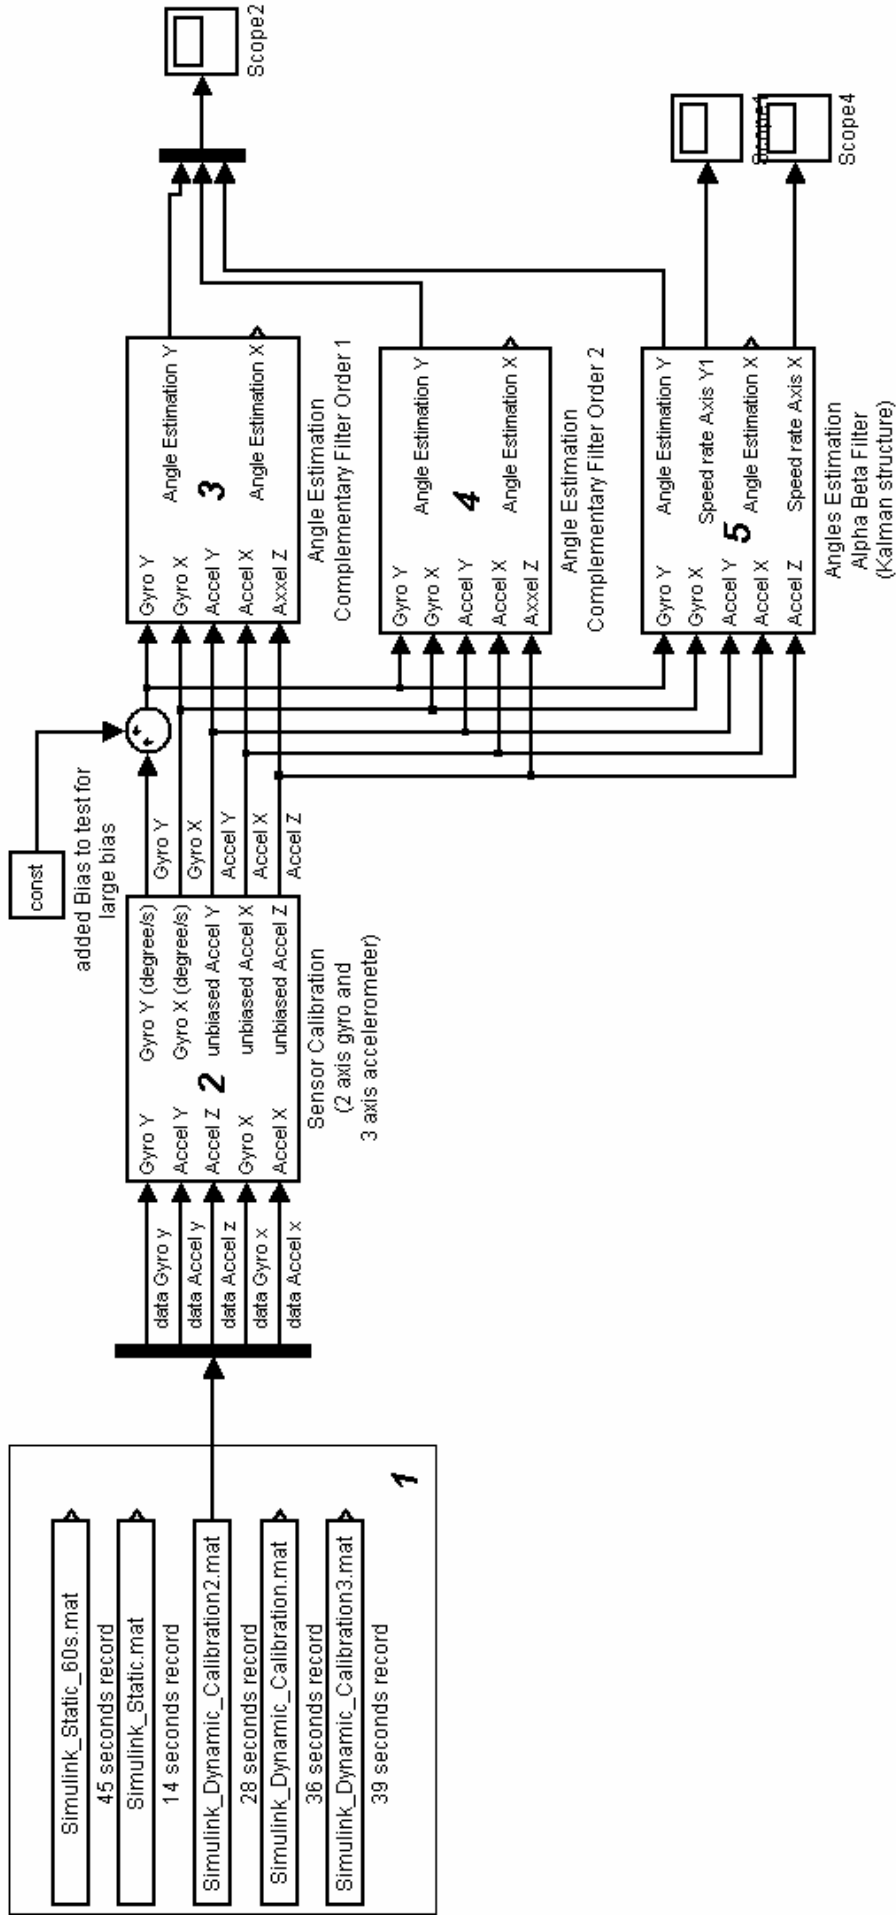 Simulink_Static_60s.mat
45 seconds record
Simulink_Static.mat
14 seconds record
Simulink_Dynamic_Calibration2.mat
28 seconds record
Simulink_Dynamic_Calibration.mat
36 seconds record
Simulink_Dynamic_Calibration3.mat
39 seconds record
1
data Gyro y
data Accel y
data Accel z
data Gyro x
data Accel x
Gyro Y
Accel Y
Accel Z
Gyro X
Accel X
2
Gyro Y (degree/s)
Gyro X (degree/s)
unbiased Accel Y
unbiased Accel X
unbiased Accel Z
Sensor Calibration
(2 axis gyro and
3 axis accelerometer)
Gyro Y
Gyro X
Accel Y
Accel X
Accel Z
const
added Bias to test for
large bias
Gyro Y
Gyro X
Accel Y
Accel X
Axxel Z
3
Angle Estimation Y
Angle Estimation X
Angle Estimation
Complementary Filter Order 1
Gyro Y
Gyro X
Accel Y
Accel X
Axxel Z
4
Angle Estimation Y
Angle Estimation X
Angle Estimation
Complementary Filter Order 2
Gyro Y
Gyro X
Accel Y
Accel X
Accel Z
5
Angle Estimation Y
Speed rate Axis Y1
Angle Estimation X
Speed rate Axis X
Angles Estimation
Alpha Beta Filter
(Kalman structure)
Scope2
Scope4